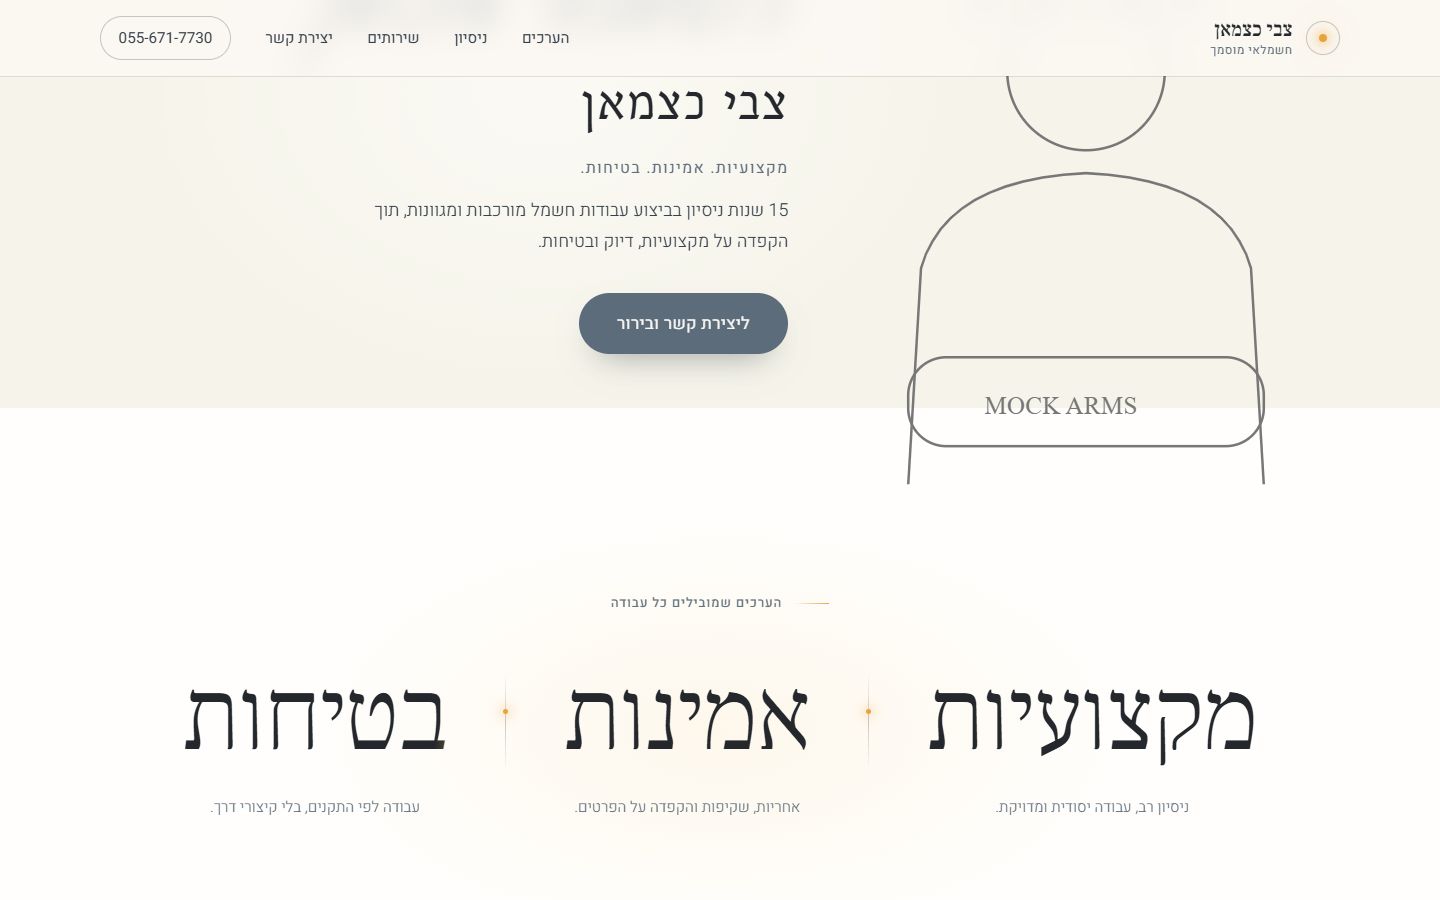 צבי כצמאן
חשמלאי מוסמך
הערכים
ניסיון
שירותים
יצירת קשר
055-671-7730
צבי כצמאן
מקצועיות. אמינות. בטיחות.
15 שנות ניסיון בביצוע עבודות חשמל מורכבות ומגוונות, תוך
הקפדה על מקצועיות, דיוק ובטיחות.
ליצירת קשר ובירור
MOCK ARMS
הערכים שמובילים כל עבודה
מקצועיות
אמינות
בטיחות
ניסיון רב, עבודה יסודית ומדויקת.
אחריות, שקיפות והקפדה על הפרטים.
עבודה לפי התקנים, בלי קיצורי דרך.